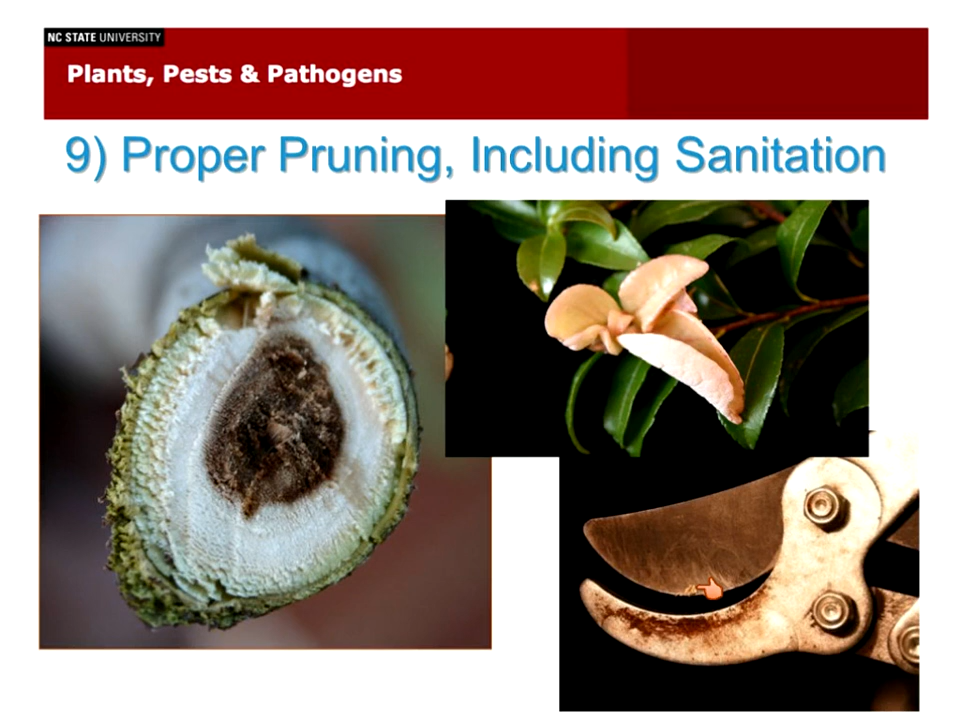 NC STATE UNIVERSITY
Plants, Pests & Pathogens
9) Proper Pruning, Including Sanitation